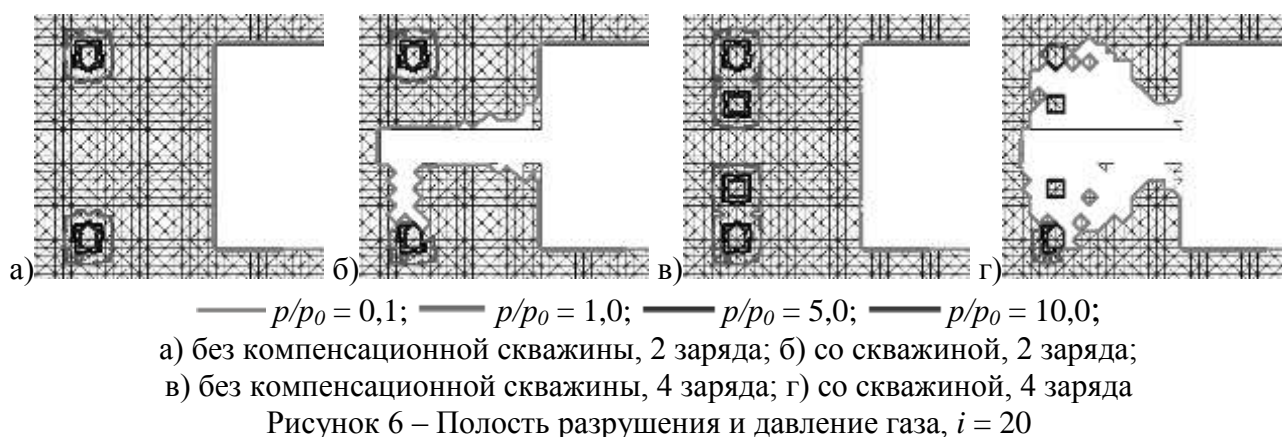 а) б) в) г)
p/p₀ = 0,1; p/p₀ = 1,0; p/p₀ = 5,0; p/p₀ = 10,0;
а) без компенсационной скважины, 2 заряда; б) со скважиной, 2 заряда;
в) без компенсационной скважины, 4 заряда; г) со скважиной, 4 заряда
Рисунок 6 – Полость разрушения и давление газа, i = 20